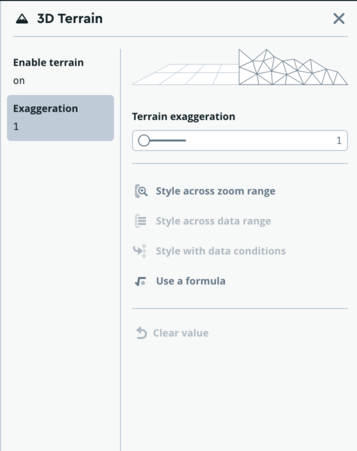 3D Terrain
Enable terrain
on
Exaggeration
1
Terrain exaggeration
1
Style across zoom range
Style across data range
Style with data conditions
Use a formula
Clear value